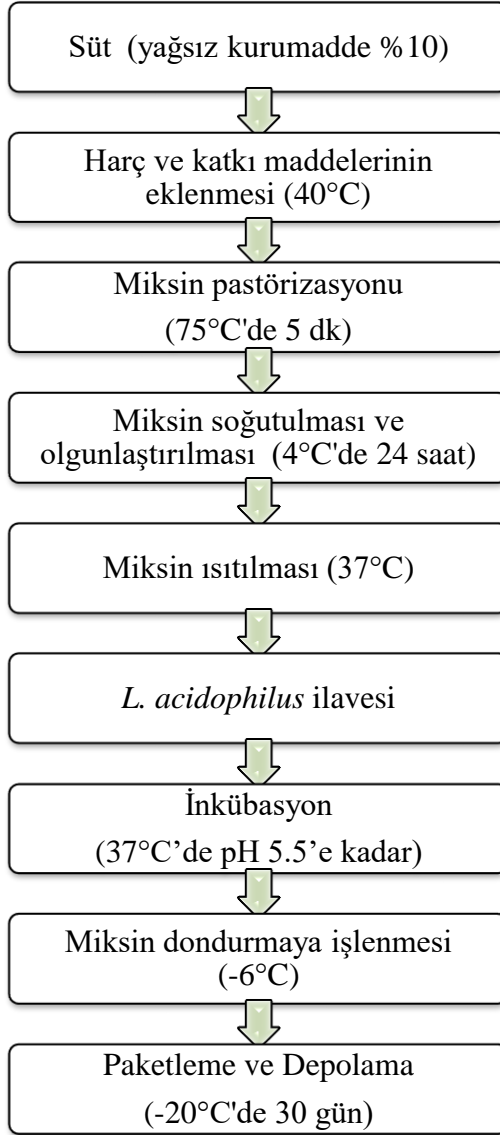 Süt (yağsız kurumadde %10)
Harç ve katkı maddelerinin
eklenmesi (40°C)
Miksin pastörizasyonu
(75°C'de 5 dk)
Miksin soğutulması ve
olgunlaştırılması (4°C'de 24 saat)
Miksin ısıtılması (37°C)
L. acidophilus ilavesi
İnkübasyon
(37°C’de pH 5.5’e kadar)
Miksin dondurmaya işlenmesi
(-6°C)
Paketleme ve Depolama
(-20°C'de 30 gün)